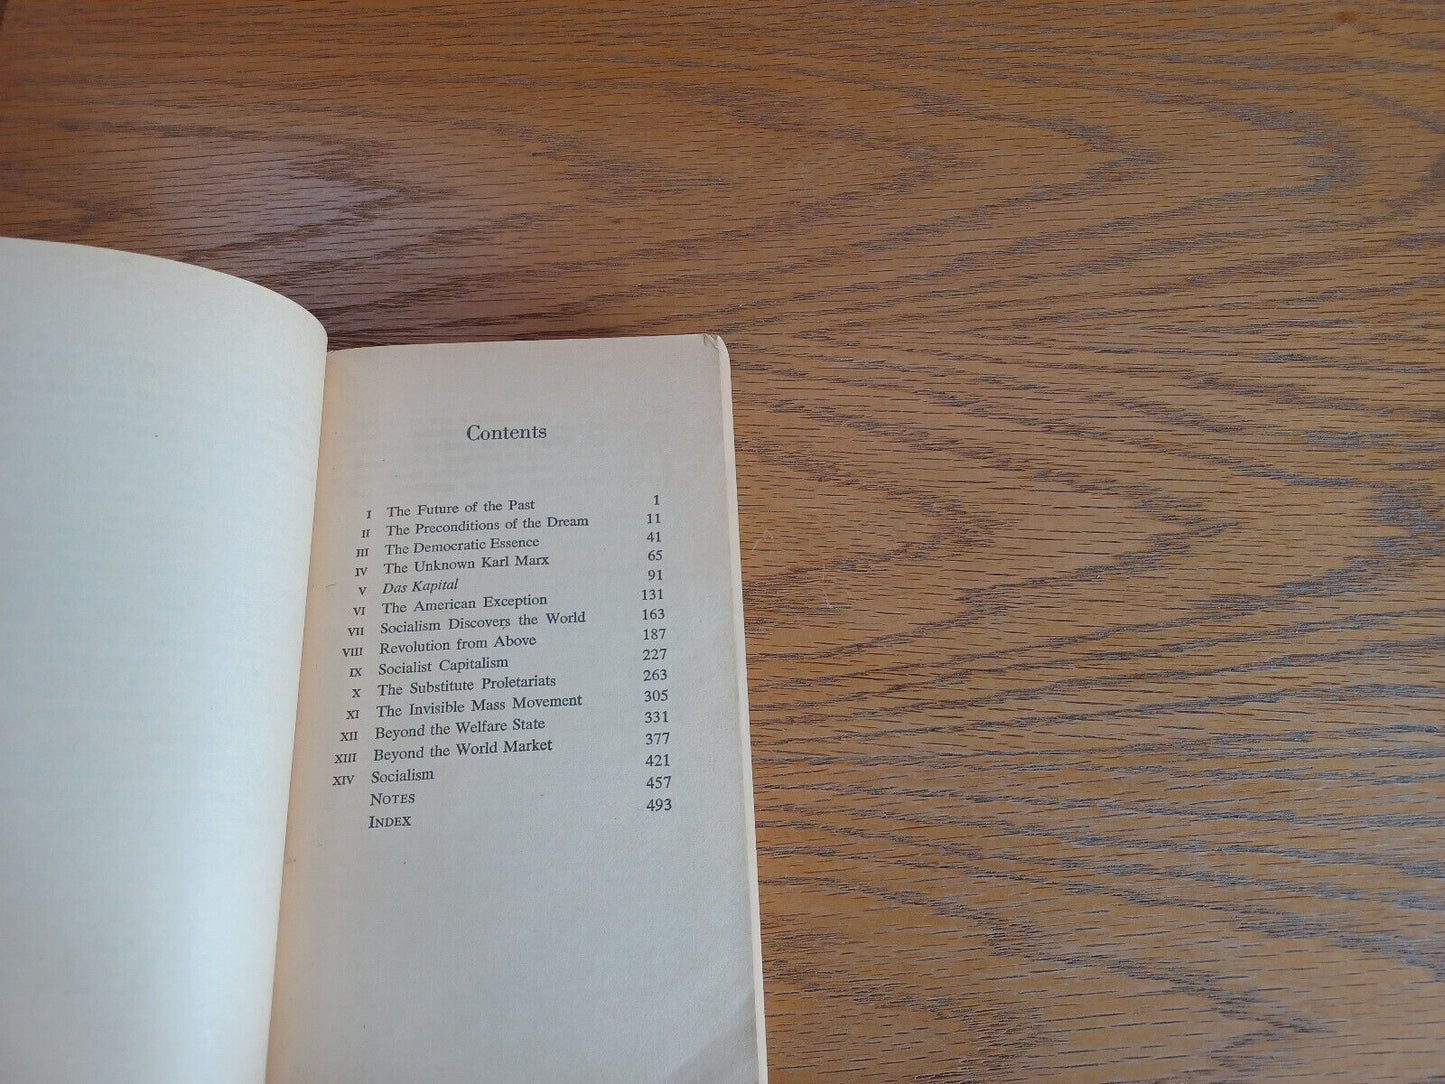 Contents
I The Future of the Past 1
II The Preconditions of the Dream 11
III The Democratic Essence 41
IV The Unknown Karl Marx 65
V Das Kapital 91
VI The American Exception 131
VII Socialism Discovers the World 163
VIII Revolution from Above 187
IX Socialist Capitalism 227
X The Substitute Proletariats 263
XI The Invisible Mass Movement 305
XII Beyond the Welfare State 331
XIII Beyond the World Market 377
XIV Socialism 421
NOTES 457
INDEX 493